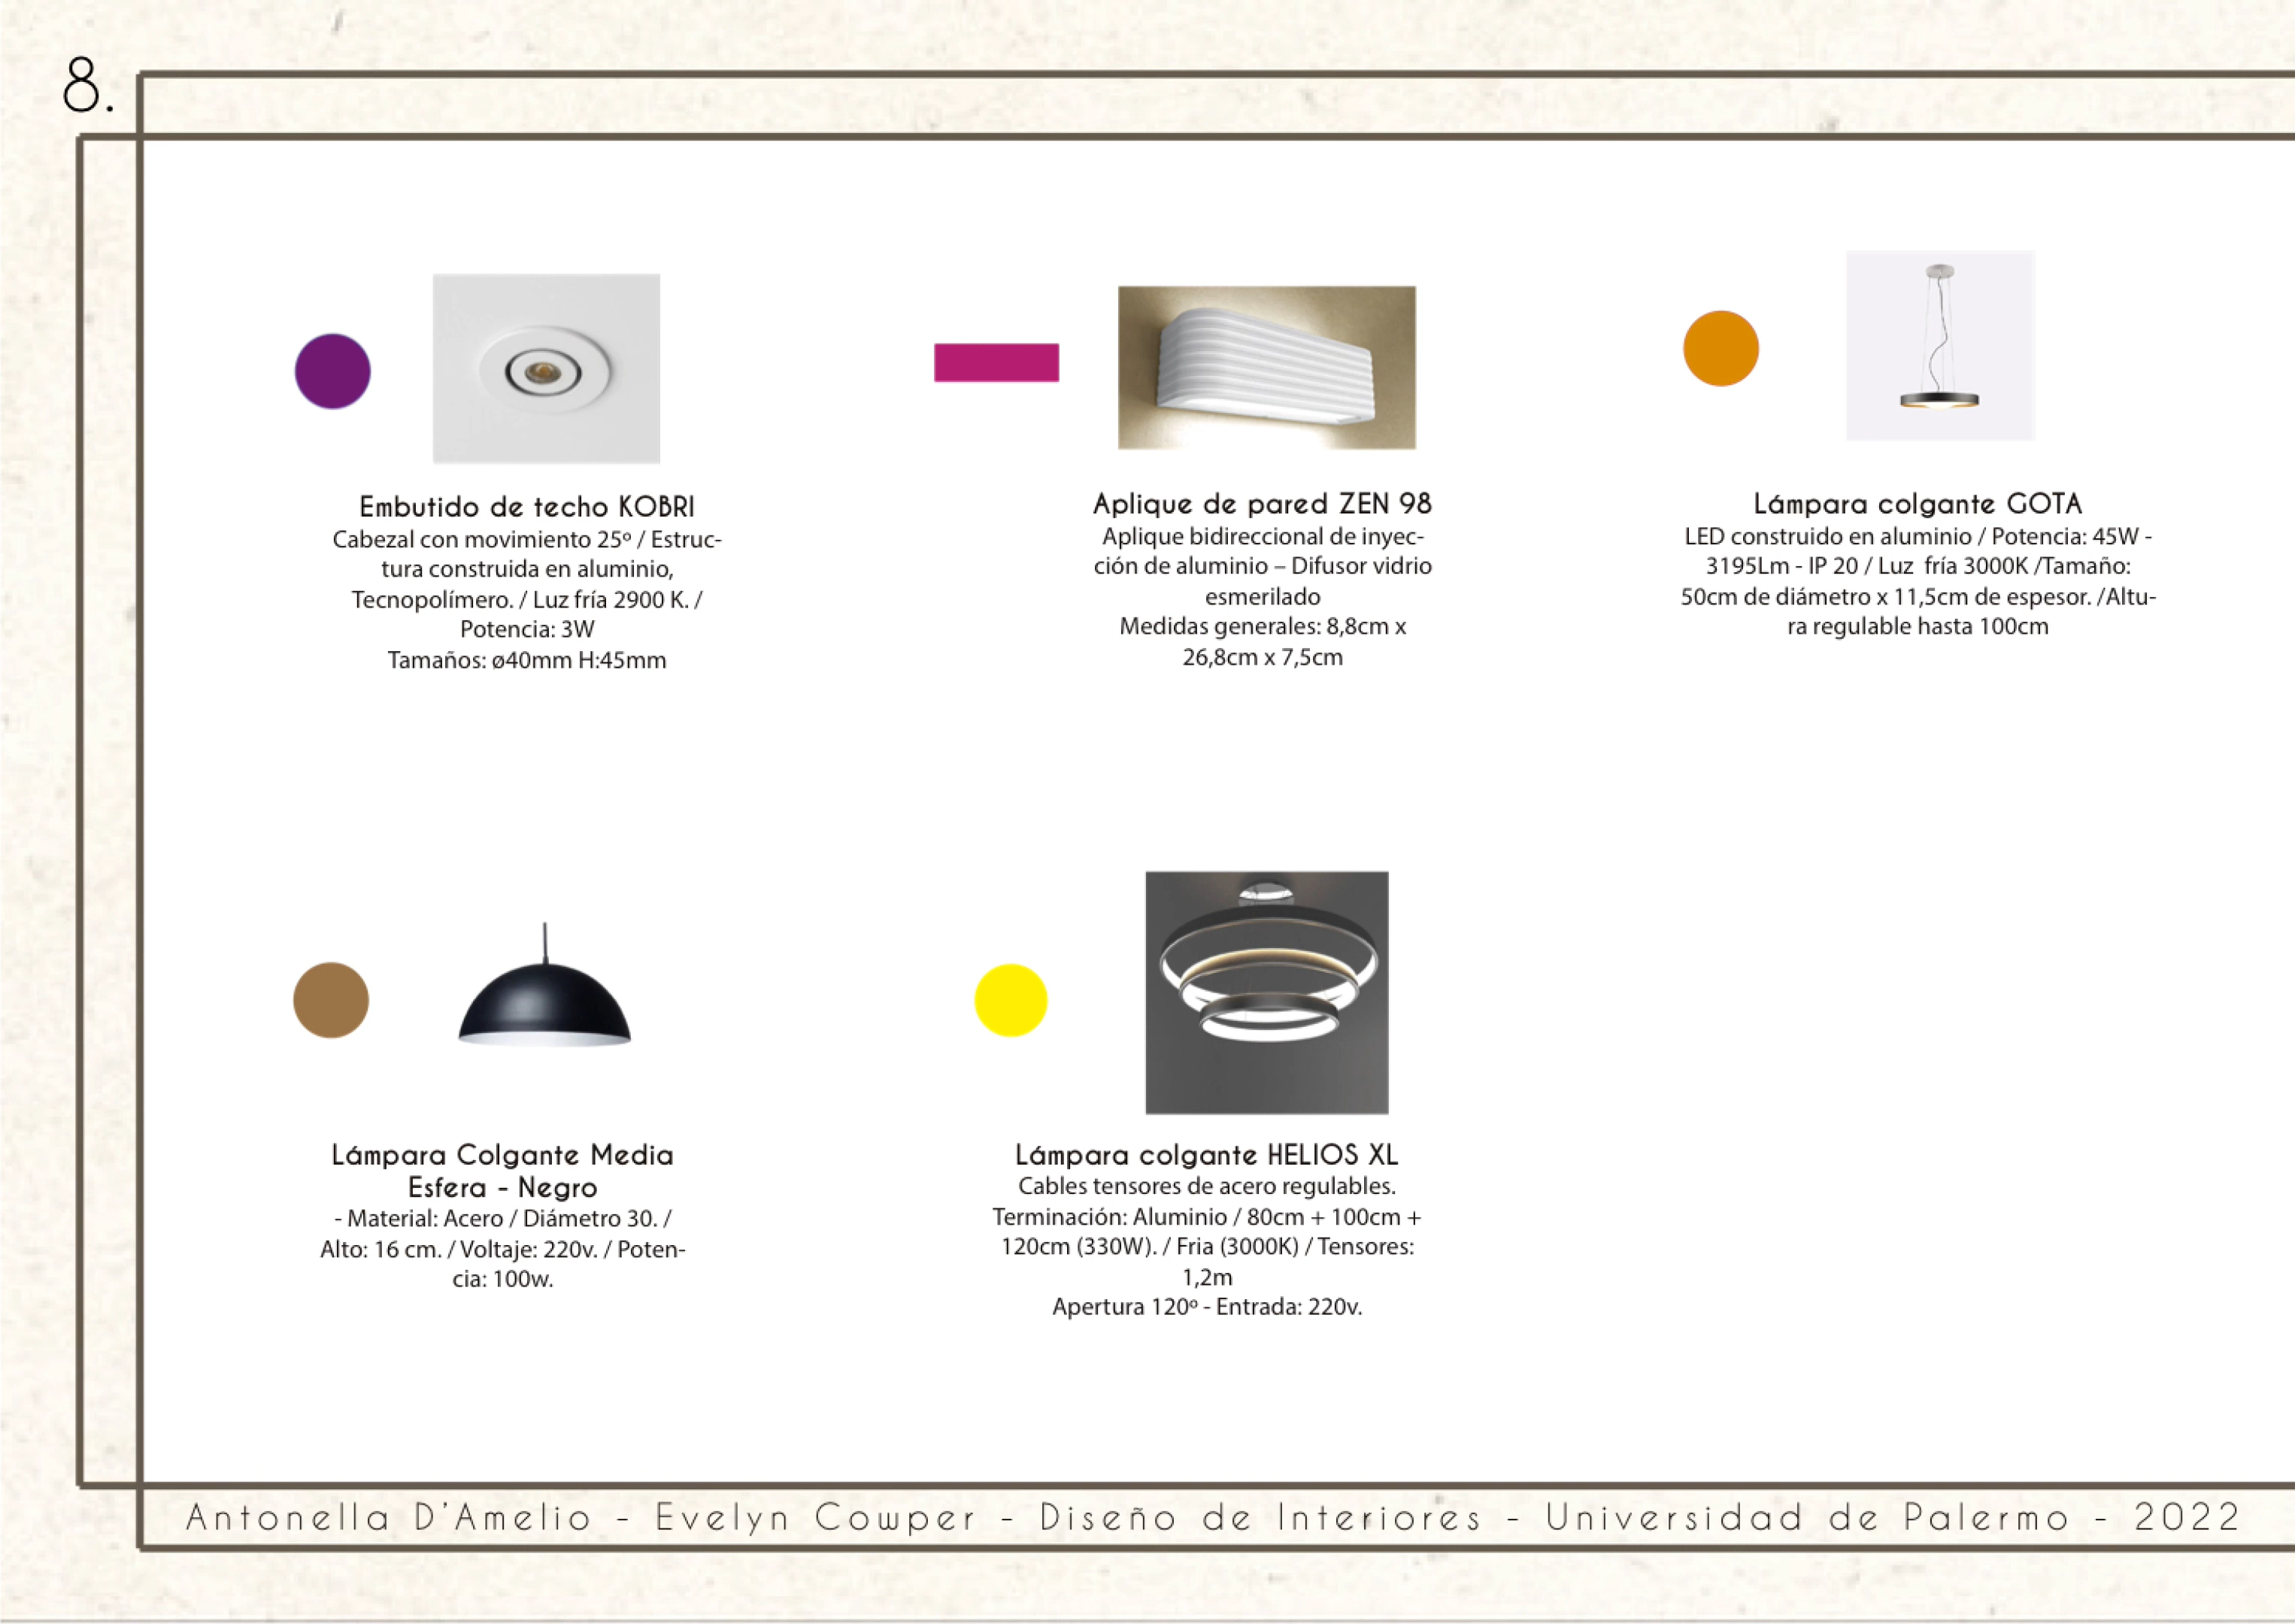 8.
Embutido de techo KOBRI
Cabezal con movimiento 25º / Estruc-
tura construida en aluminio,
Tecnopolímero. / Luz fría 2900 K. /
Potencia: 3W
Tamaños: ø40mm H:45mm
Aplique de pared ZEN 98
Aplique bidireccional de inyec-
ción de aluminio – Difusor vidrio
esmerilado
Medidas generales: 8,8cm x
26,8cm x 7,5cm
Lámpara colgante GOTA
LED construido en aluminio / Potencia: 45W -
3195Lm - IP 20 / Luz  fría 3000K /Tamaño:
50cm de diámetro x 11,5cm de espesor. /Altu-
ra regulable hasta 100cm
Lámpara Colgante Media
Esfera - Negro
- Material: Acero / Diámetro 30. /
Alto: 16 cm. / Voltaje: 220v. / Poten-
cia: 100w.
Lámpara colgante HELIOS XL
Cables tensores de acero regulables.
Terminación: Aluminio / 80cm + 100cm +
120cm (330W). / Fria (3000K) / Tensores:
1,2m
Apertura 120º - Entrada: 220v.
Antonella D'Amelio - Evelyn Cowper - Diseño de Interiores - Universidad de Palermo - 2022